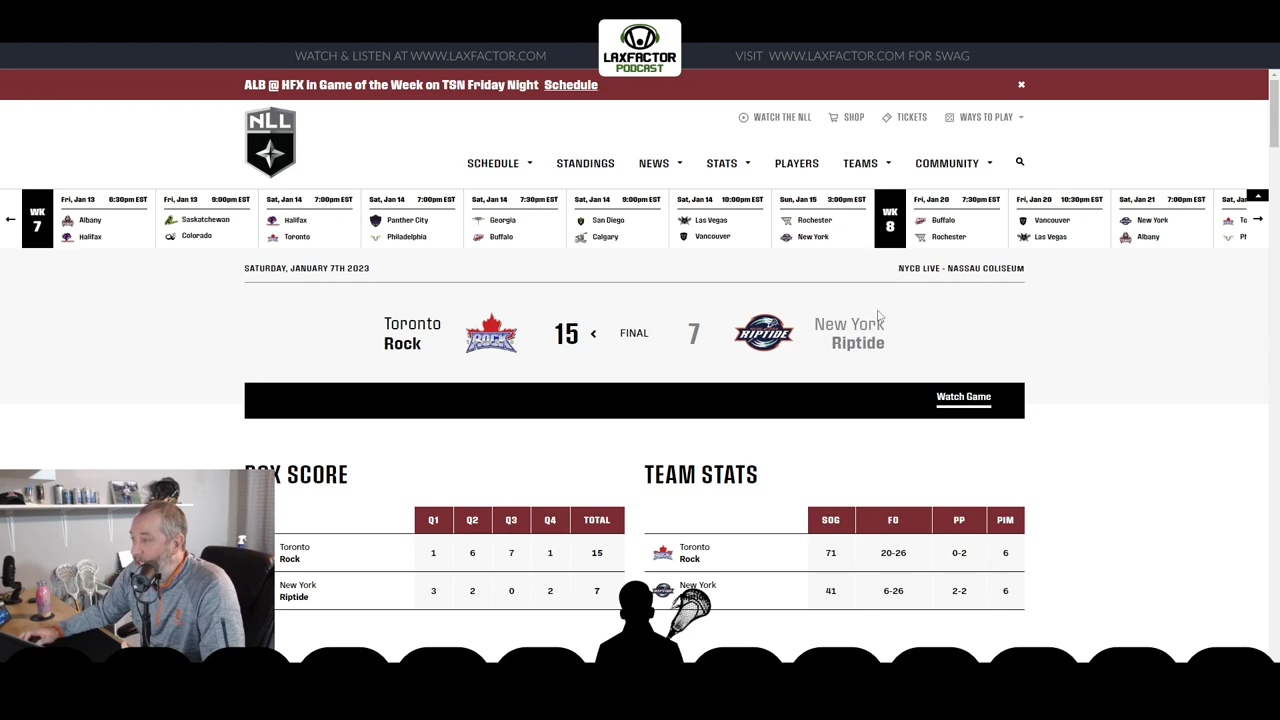 WATCH & LISTEN AT WWW.LAXFACTOR.COM
LAXFACTOR
PODCAST
VISIT WWW.LAXFACTOR.COM FOR SWAG
ALB @ HFX in Game of the Week on TSN Friday Night Schedule
NLL
WATCH THE NLL SHOP TICKETS WAYS TO PLAY
SCHEDULE STANDINGS NEWS STATS PLAYERS TEAMS COMMUNITY
WK 7
Fri, Jan 13 6:30pm EST
Albany
Halifax
Fri, Jan 13 9:00pm EST
Saskatchewan
Colorado
Sat, Jan 14 7:00pm EST
Halifax
Toronto
Sat, Jan 14 7:00pm EST
Panther City
Philadelphia
Sat, Jan 14 7:30pm EST
Georgia
Buffalo
Sat, Jan 14 9:00pm EST
San Diego
Calgary
Sat, Jan 14 10:00pm EST
Las Vegas
Vancouver
Sun, Jan 15 3:00pm EST
Rochester
New York
WK 8
Fri, Jan 20 7:30pm EST
Buffalo
Rochester
Fri, Jan 20 10:30pm EST
Vancouver
Las Vegas
Sat, Jan 21 7:00pm EST
New York
Albany
Sat, Ja
To
Pl
SATURDAY, JANUARY 7TH 2023 NYCB LIVE - NASSAU COLISEUM
Toronto
Rock
ROCK
15 < FINAL 7
RIPTIDE
New York
Riptide
Watch Game
BOX SCORE
Q1 Q2 Q3 Q4 TOTAL
Toronto
Rock
1 6 7 1 15
New York
Riptide
3 2 0 2 7
TEAM STATS
SOG FO PP PIM
Toronto
Rock
71 20-26 0-2 6
New York
Riptide
41 6-26 2-2 6